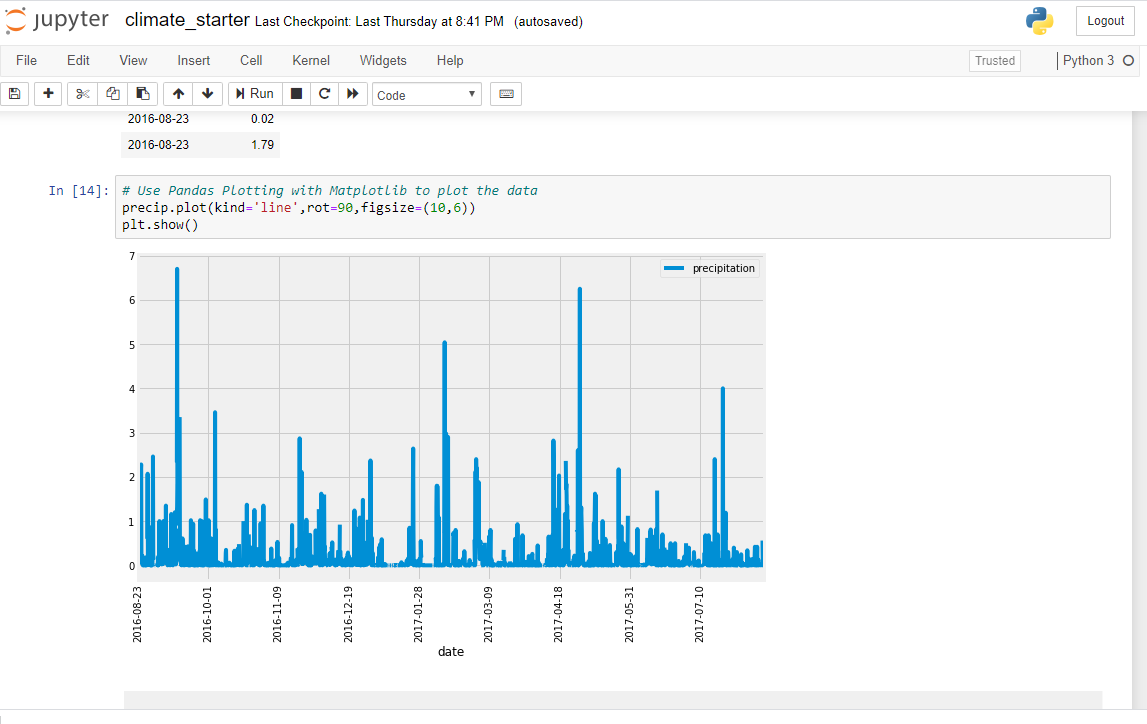 jupyter climate_starter Last Checkpoint: Last Thursday at 8:41 PM (autosaved) Logout
File Edit View Insert Cell Kernel Widgets Help Trusted Python 3
Run Code
2016-08-23 0.02
2016-08-23 1.79
In [14]: # Use Pandas Plotting with Matplotlib to plot the data
precip.plot(kind='line',rot=90,figsize=(10,6))
plt.show()
7
precipitation
6
5
4
3
2
1
0
2016-08-23 2016-10-01 2016-11-09 2016-12-19 2017-01-28 2017-03-09 2017-04-18 2017-05-31 2017-07-10
date